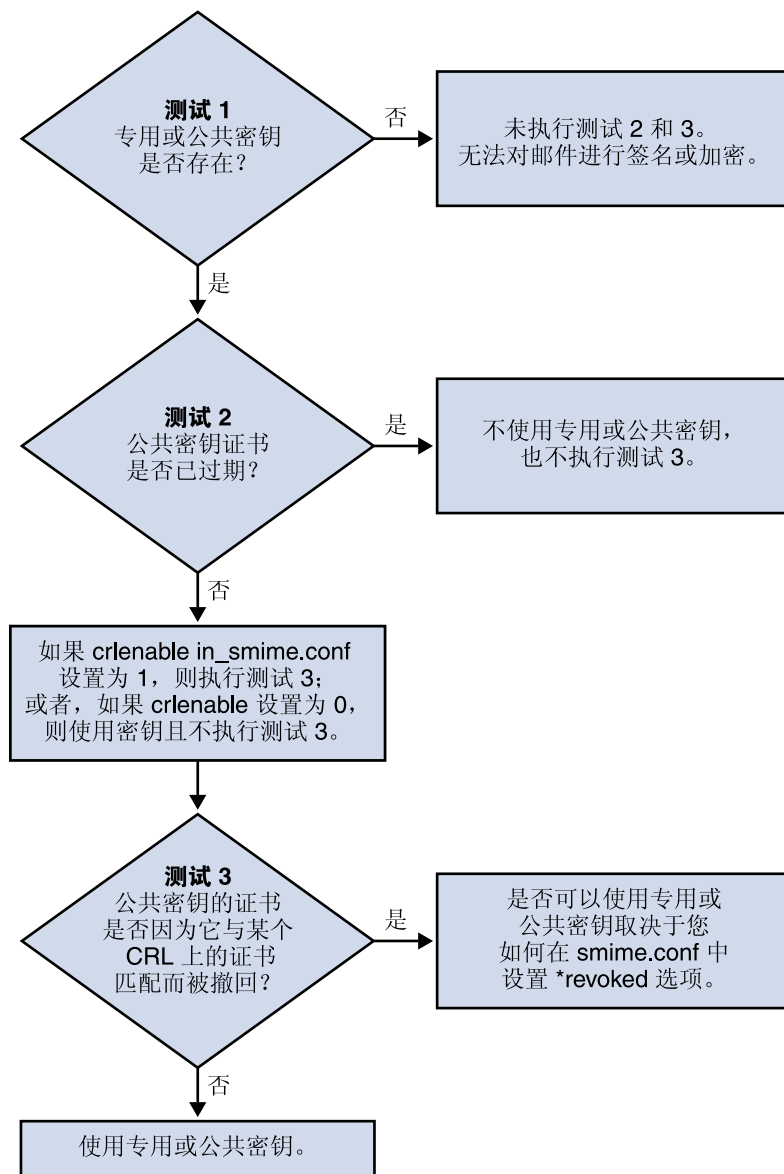 测试 1
专用或公共密钥
是否存在？
否
未执行测试 2 和 3。
无法对邮件进行签名或加密。
是
测试 2
公共密钥证书
是否已过期？
是
不使用专用或公共密钥，
也不执行测试 3。
否
如果 crlenable in_smime.conf
设置为 1，则执行测试 3；
或者，如果 crlenable 设置为 0，
则使用密钥且不执行测试 3。
测试 3
公共密钥的证书
是否因为它与某个
CRL 上的证书
匹配而被撤回？
是
是否可以使用专用或
公共密钥取决于您
如何在 smime.conf 中
设置 *revoked 选项。
否
使用专用或公共密钥。